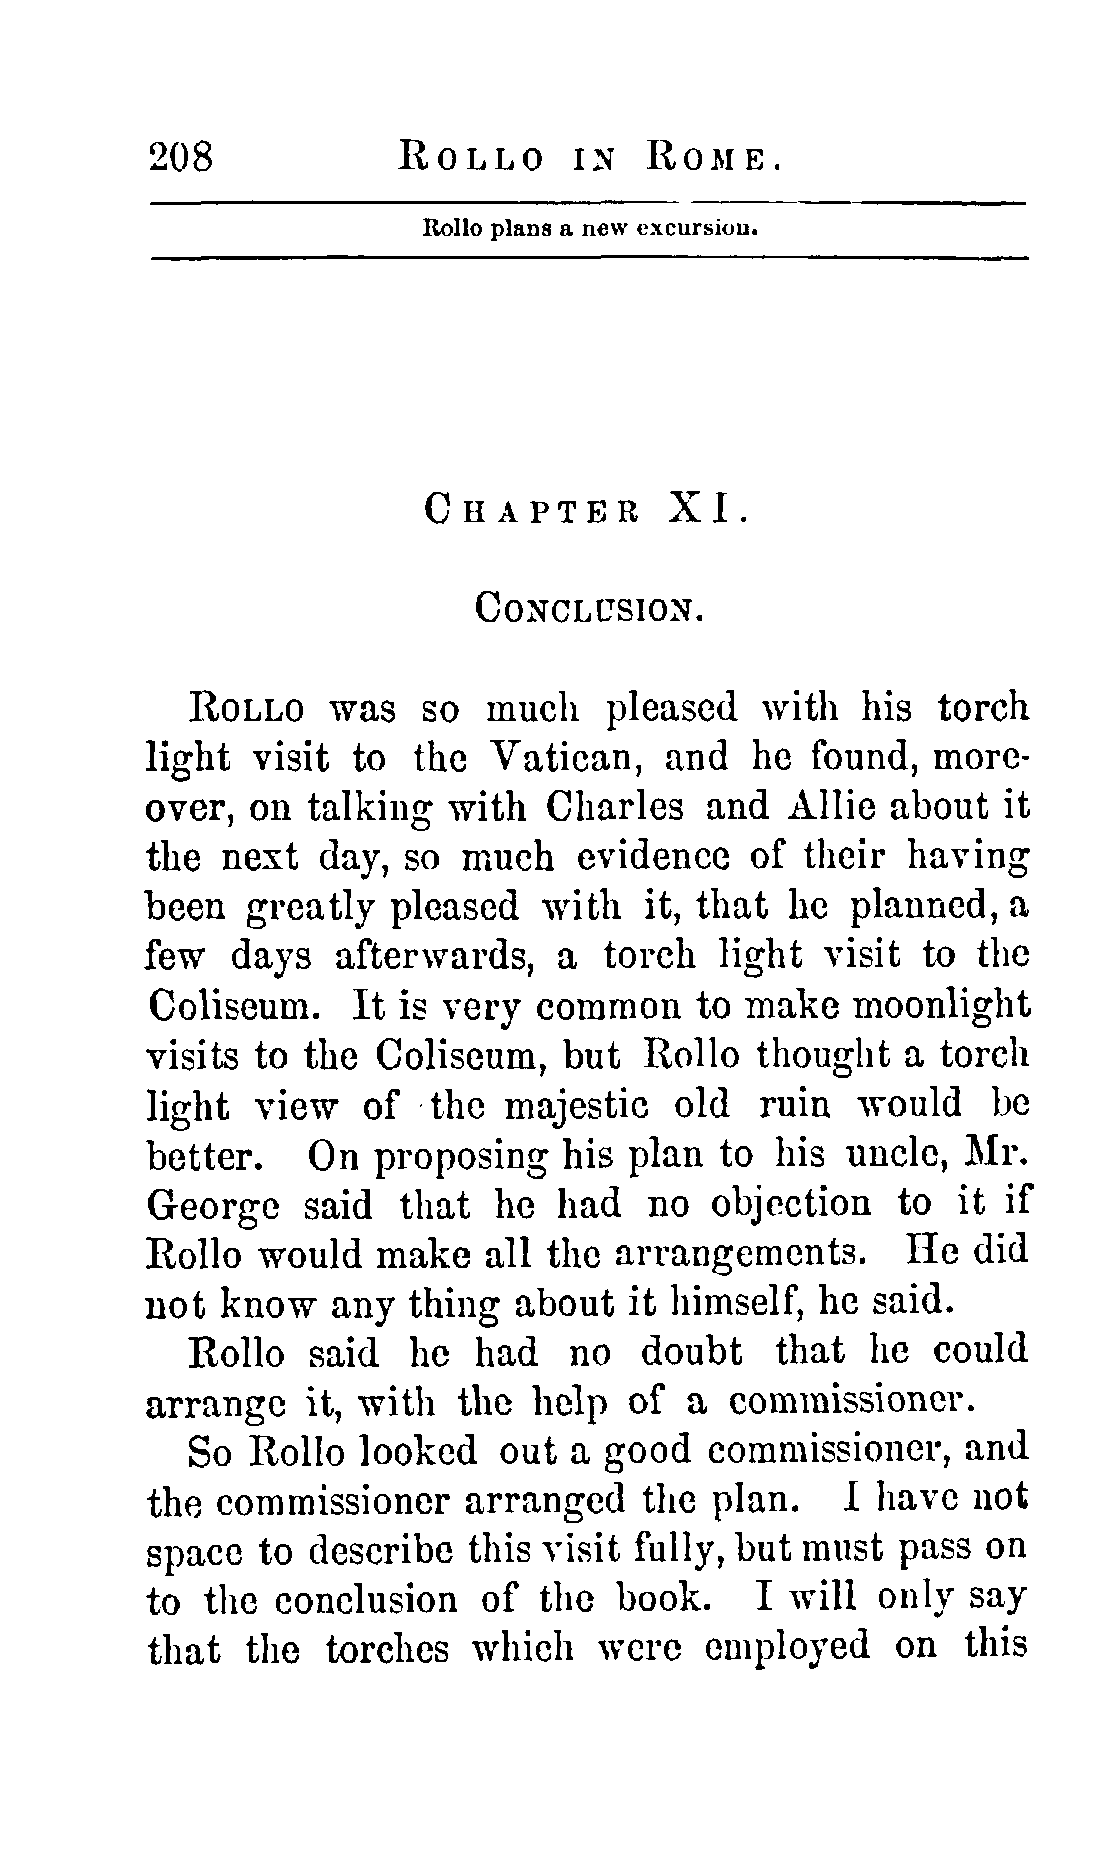 208 ROLLO IN ROME.
Rollo plans a new excursion.
CHAPTER XI.
CONCLUSION.
ROLLO was so much pleased with his torch
light visit to the Vatican, and he found, more-
over, on talking with Charles and Allie about it
the next day, so much evidence of their having
been greatly pleased with it, that he planned, a
few days afterwards, a torch light visit to the
Coliseum. It is very common to make moonlight
visits to the Coliseum, but Rollo thought a torch
light view of the majestic old ruin would be
better. On proposing his plan to his uncle, Mr.
George said that he had no objection to it if
Rollo would make all the arrangements. He did
not know any thing about it himself, he said.
Rollo said he had no doubt that he could
arrange it, with the help of a commissioner.
So Rollo looked out a good commissioner, and
the commissioner arranged the plan. I have not
space to describe this visit fully, but must pass on
to the conclusion of the book. I will only say
that the torches which were employed on this